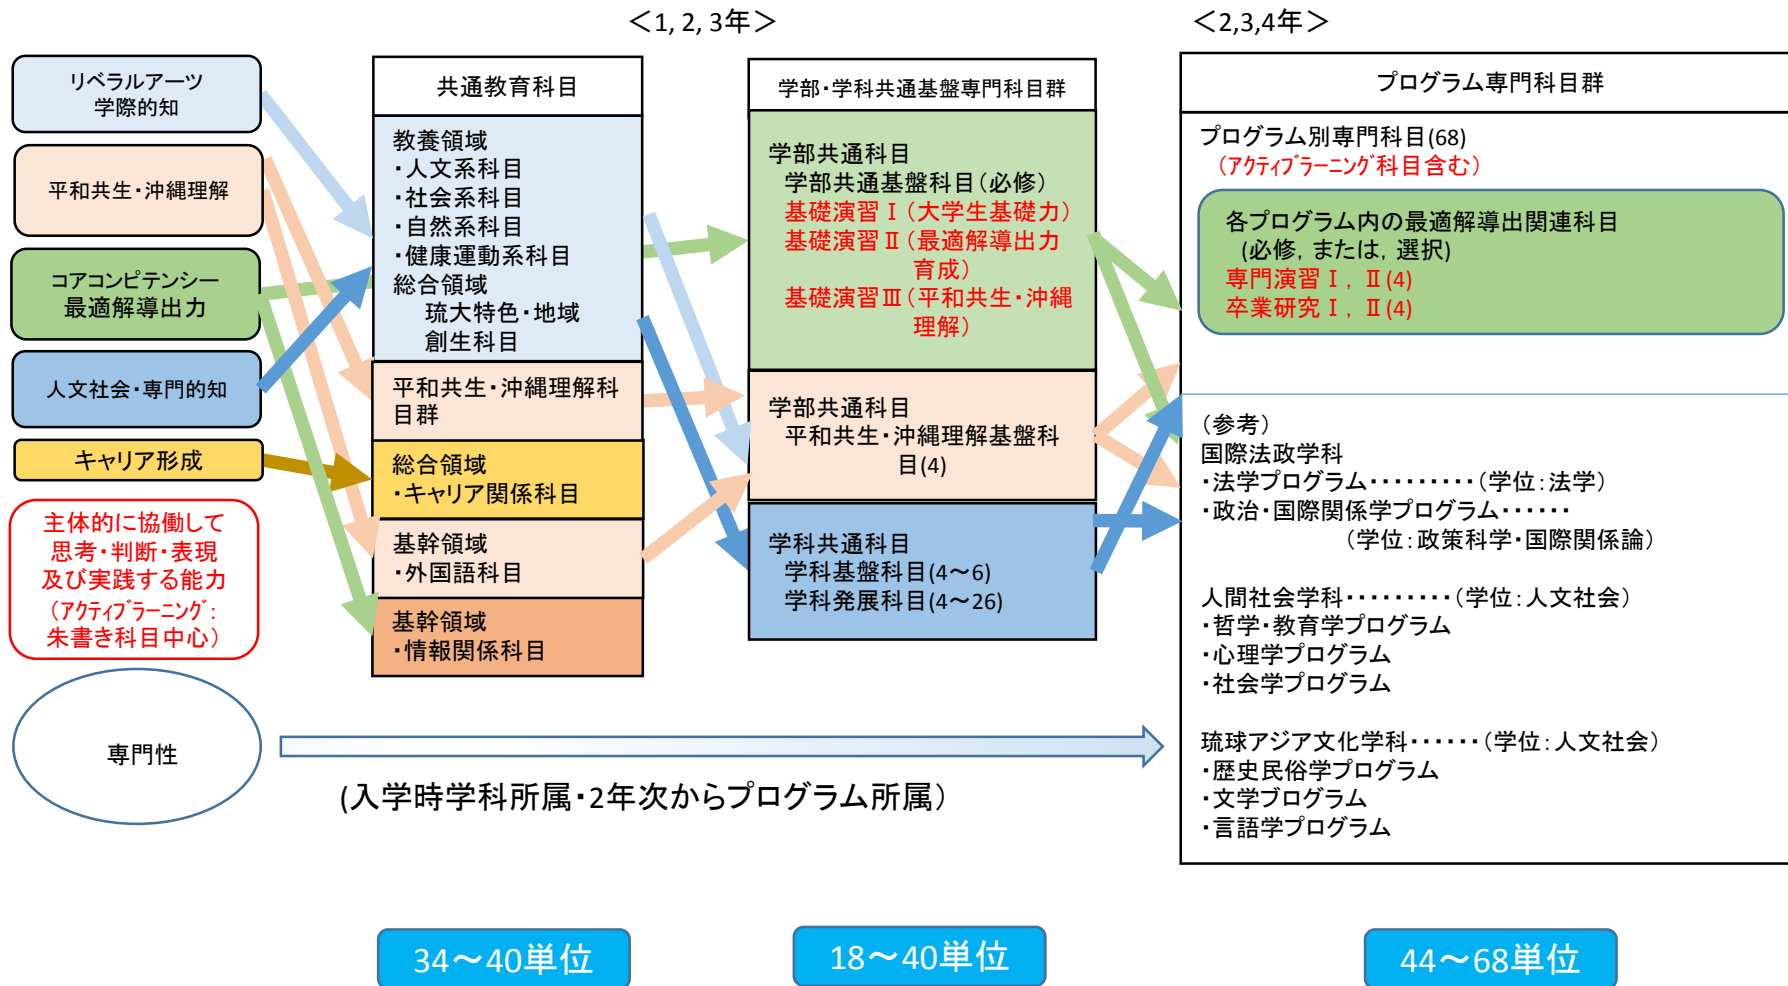 ＜1, 2, 3年＞
＜2,3,4年＞
リベラルアーツ
学際的知
平和共生・沖縄理解
コアコンピテンシー
最適解導出力
人文社会・専門的知
キャリア形成
主体的に協働して
思考・判断・表現
及び実践する能力
（アクティブラーニング：
朱書き科目中心）
専門性
共通教育科目
教養領域
・人文系科目
・社会系科目
・自然系科目
・健康運動系科目
総合領域
琉大特色・地域
創生科目
平和共生・沖縄理解科
目群
総合領域
・キャリア関係科目
基幹領域
・外国語科目
基幹領域
・情報関係科目
学部・学科共通基盤専門科目群
学部共通科目
学部共通基盤科目（必修）
基礎演習Ⅰ（大学生基礎力）
基礎演習Ⅱ（最適解導出力
育成）
基礎演習Ⅲ（平和共生・沖縄
理解）
学部共通科目
平和共生・沖縄理解基盤科
目(4)
学科共通科目
学科基盤科目(4～6)
学科発展科目(4～26)
プログラム専門科目群
プログラム別専門科目(68)
（アクティブラーニング科目含む）
各プログラム内の最適解導出関連科目
(必修，または，選択)
専門演習Ⅰ，Ⅱ(4)
卒業研究Ⅰ，Ⅱ(4)
（参考）
国際法政学科
・法学プログラム・・・・・・・・・（学位：法学）
・政治・国際関係学プログラム・・・・・・
（学位：政策科学・国際関係論）
人間社会学科・・・・・・・・・（学位：人文社会）
・哲学・教育学プログラム
・心理学プログラム
・社会学プログラム
琉球アジア文化学科・・・・・・（学位：人文社会）
・歴史民俗学プログラム
・文学ブログラム
・言語学プログラム
(入学時学科所属・2年次からプログラム所属）
34～40単位
18～40単位
44～68単位